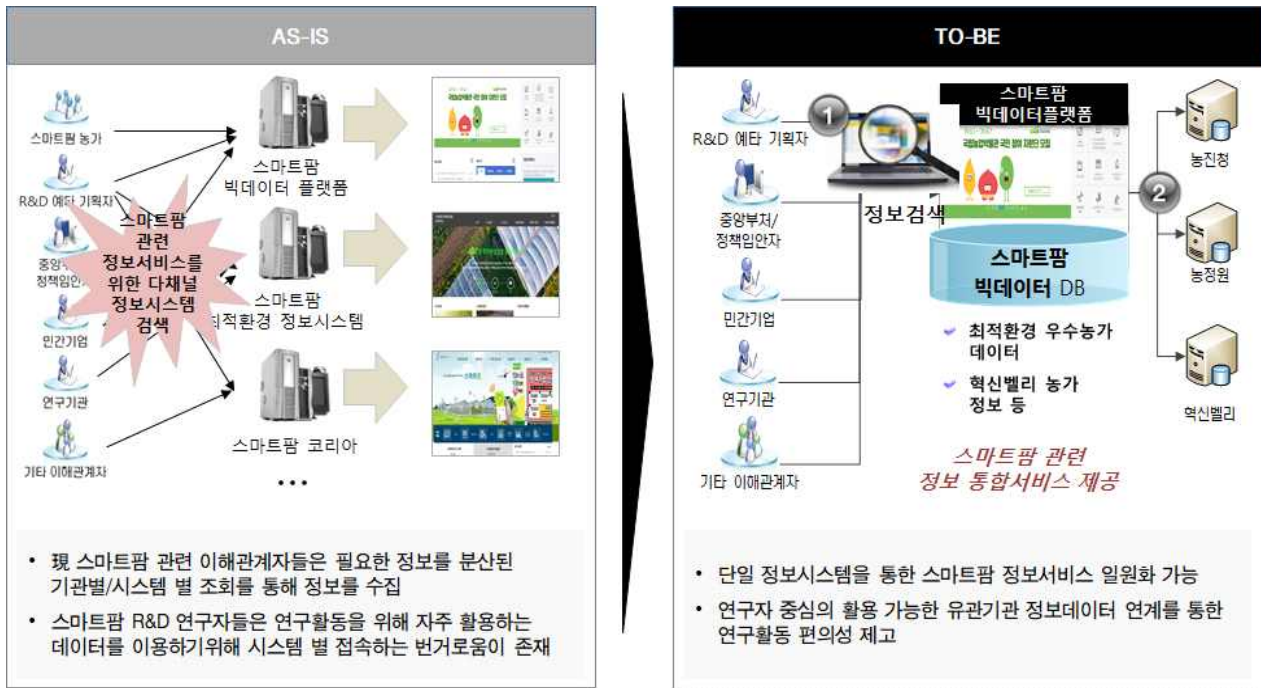 AS-IS
스마트팜 농가
R&D 예타 기획자
중앙부처/
정책입안자
민간기업
연구기관
기타 이해관계자
스마트팜
관련
정보서비스를
위한 다채널
정보시스템
검색
스마트팜
빅데이터 플랫폼
스마트팜
최적환경 정보시스템
스마트팜 코리아
...
• 現 스마트팜 관련 이해관계자들은 필요한 정보를 분산된
기관별/시스템 별 조회를 통해 정보를 수집
• 스마트팜 R&D 연구자들은 연구활동을 위해 자주 활용하는
데이터를 이용하기위해 시스템 별 접속하는 번거로움이 존재
TO-BE
R&D 예타 기획자
중앙부처/
정책입안자
민간기업
연구기관
기타 이해관계자
1
정보검색
스마트팜
빅데이터플랫폼
스마트팜
빅데이터 DB
최적환경 우수농가
데이터
혁신벨리 농가
정보 등
스마트팜 관련
정보 통합서비스 제공
2
농진청
농정원
혁신벨리
• 단일 정보시스템을 통한 스마트팜 정보서비스 일원화 가능
• 연구자 중심의 활용 가능한 유관기관 정보데이터 연계를 통한
연구활동 편의성 제고